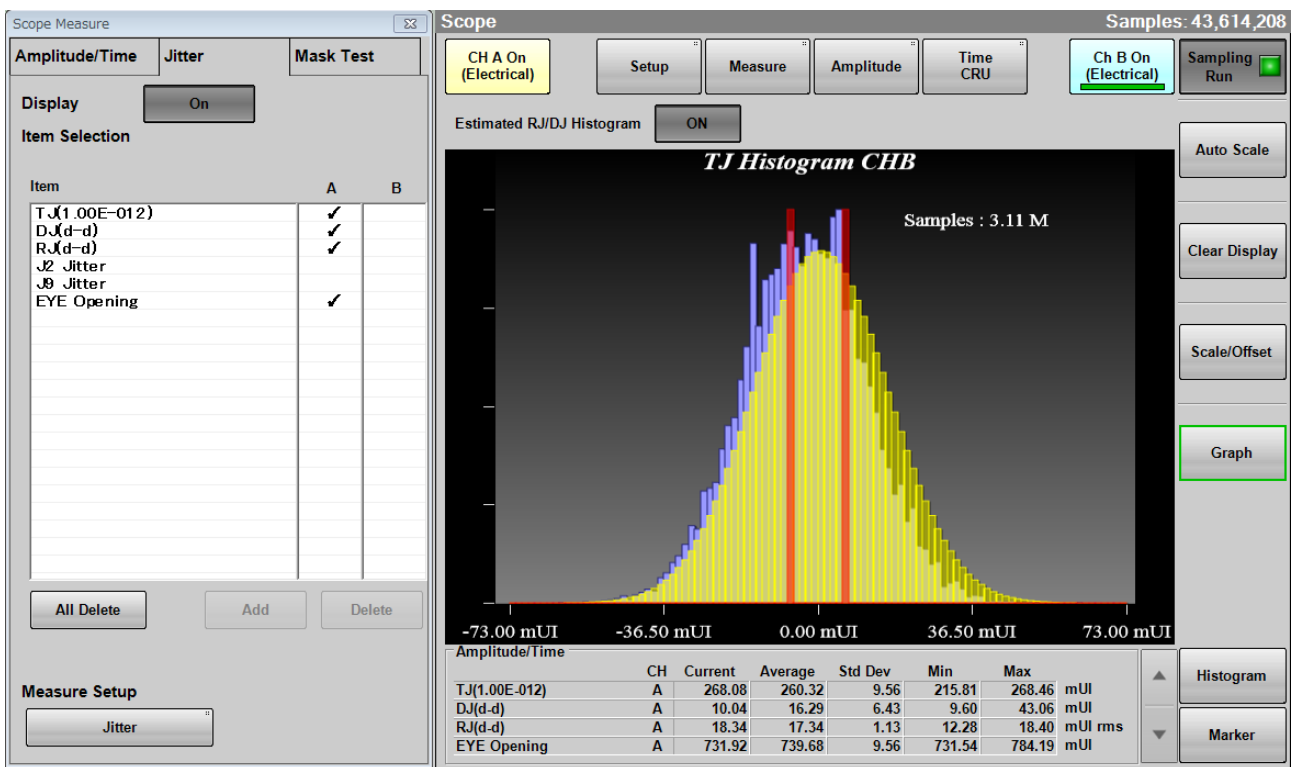 Scope Measure
Amplitude/Time Jitter Mask Test
Display On
Item Selection
Item A B
TJ(1.00E-012) ✓
DJ(d-d) ✓
RJ(d-d) ✓
J2 Jitter
J9 Jitter
EYE Opening ✓
All Delete Add Delete
Measure Setup
Jitter
Scope Samples: 43,614,208
CH A On
(Electrical)
Setup
Measure
Amplitude
Time
CRU
Ch B On
(Electrical)
Sampling
Run
Estimated RJ/DJ Histogram ON
TJ Histogram CHB
Samples : 3.11 M
-73.00 mUI -36.50 mUI 0.00 mUI 36.50 mUI 73.00 mUI
Auto Scale
Clear Display
Scale/Offset
Graph
Amplitude/Time
CH Current Average Std Dev Min Max
TJ(1.00E-012) A 268.08 260.32 9.56 215.81 268.46 mUI
DJ(d-d) A 10.04 16.29 6.43 9.60 43.06 mUI
RJ(d-d) A 18.34 17.34 1.13 12.28 18.40 mUI rms
EYE Opening A 731.92 739.68 9.56 731.54 784.19 mUI
Histogram
Marker